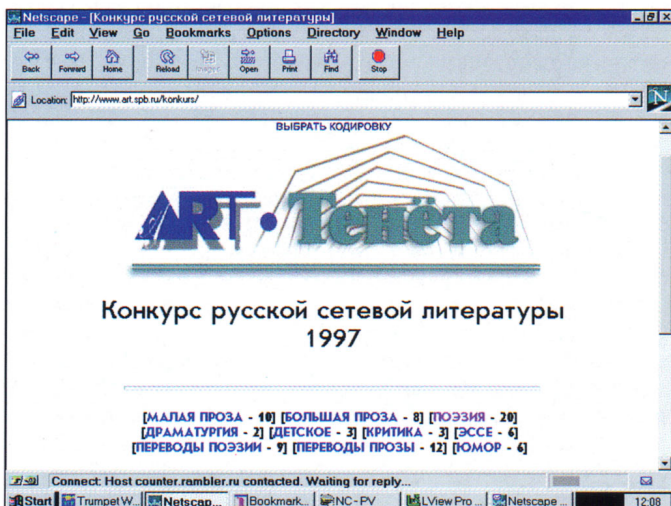 Netscape - [Конкурс русской сетевой литературы]
File Edit View Go Bookmarks Options Directory Window Help
Back Forward Home Reload Images Open Print Find Stop
Location: http://www.art.spb.ru/konkurs/
N
ВЫБРАТЬ КОДИРОВКУ
ART•Тенёта
Конкурс русской сетевой литературы
1997
[МАЛАЯ ПРОЗА - 10] [БОЛЬШАЯ ПРОЗА - 8] [ПОЭЗИЯ - 20]
[ДРАМАТУРГИЯ - 2] [ДЕТСКОЕ - 3] [КРИТИКА - 3] [ЭССЕ - 6]
[ПЕРЕВОДЫ ПОЭЗИИ - 9] [ПЕРЕВОДЫ ПРОЗЫ - 12] [ЮМОР - 6]
Connect: Host counter.rambler.ru contacted. Waiting for reply...
Start Trumpet W... Netscap... Bookmark... NC - PV LView Pro ... Netscape ... 12:08